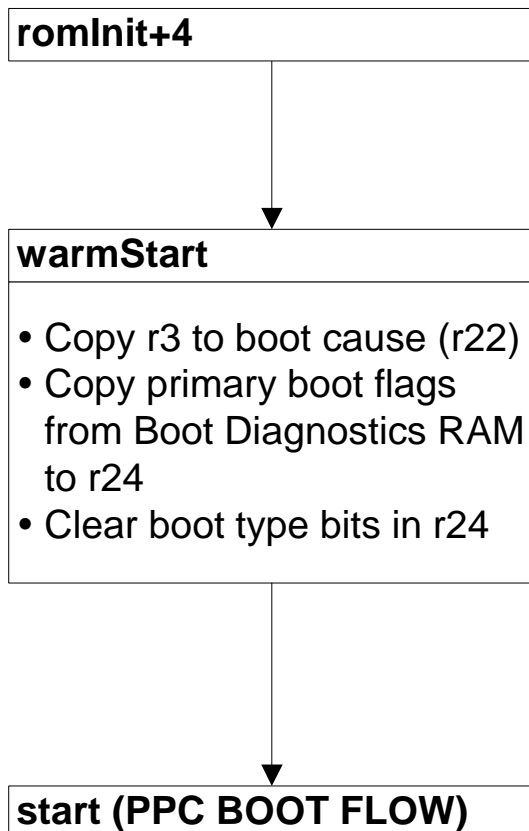 romInit+4
warmStart
• Copy r3 to boot cause (r22)
• Copy primary boot flags
from Boot Diagnostics RAM
to r24
• Clear boot type bits in r24
start (PPC BOOT FLOW)